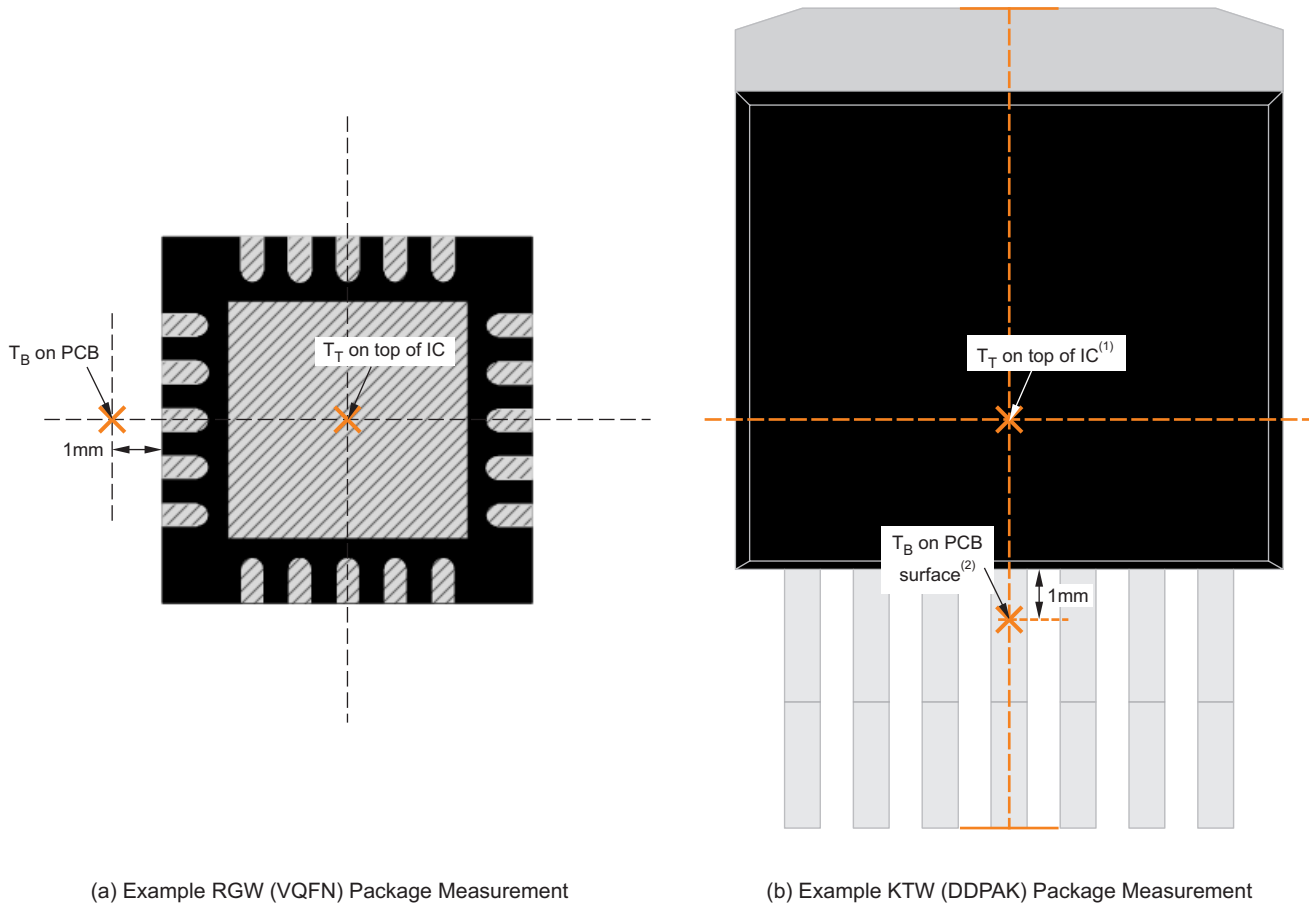 T_B on PCB
T_T on top of IC
1mm
T_T on top of IC(1)
T_B on PCB
surface(2)
1mm
(a) Example RGW (VQFN) Package Measurement
(b) Example KTW (DDPAK) Package Measurement